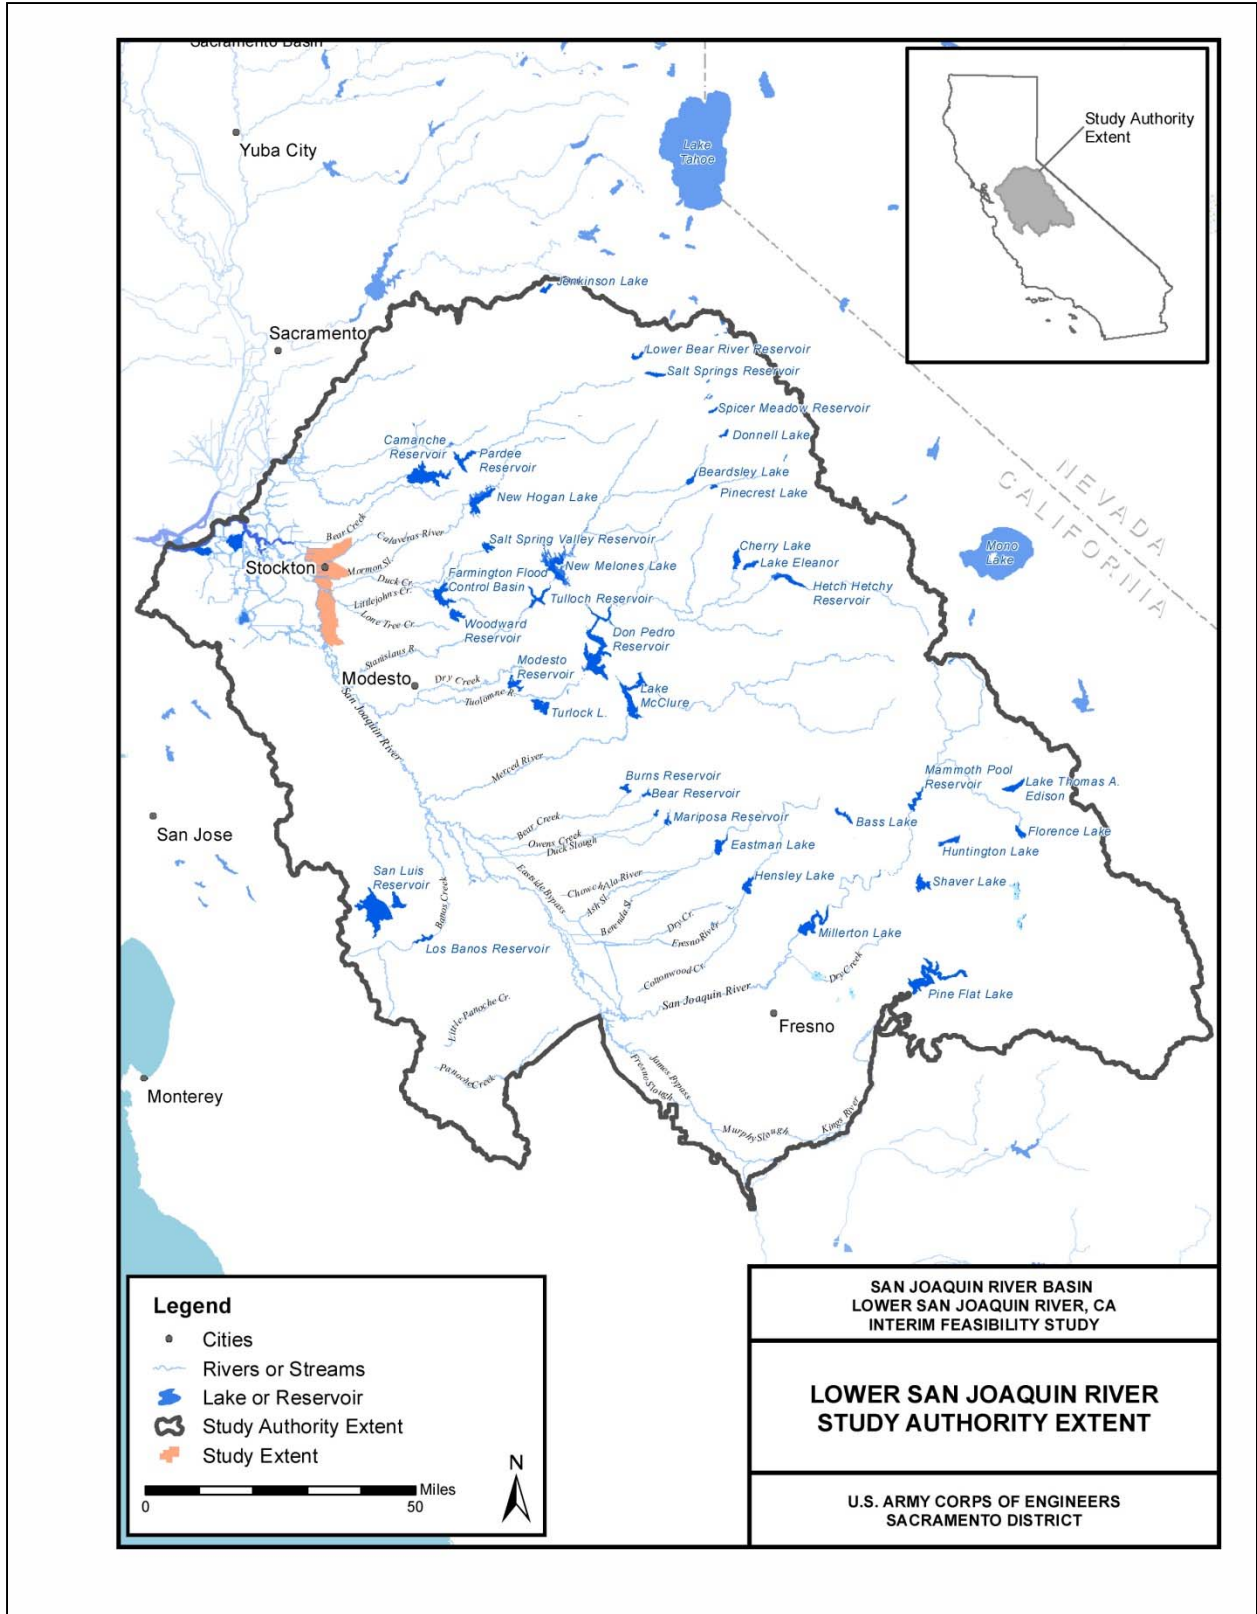 Sacramento Basin
Yuba City
Lake
Tahoe
Study Authority
Extent
Jenkinson Lake
Sacramento
Lower Bear River Reservoir
Salt Springs Reservoir
Spicer Meadow Reservoir
Donnell Lake
Camanche
Reservoir
Pardee
Reservoir
Beardsley Lake
Pinecrest Lake
NEVADA
CALIFORNIA
New Hogan Lake
Bear Creek
Calaveras River
Salt Spring Valley Reservoir
Cherry Lake
Lake Eleanor
Mono
Lake
Stockton
Mormon Sl.
Duck Cr.
Farmington Flood
Control Basin
New Melones Lake
Hetch Hetchy
Reservoir
Littlejohn's Cr.
Tulloch Reservoir
Lone Tree Cr.
Woodward
Reservoir
Don Pedro
Reservoir
Stanislaus R.
Modesto
Dry Creek
Modesto
Reservoir
Lake
McClure
Tuolomne R.
Turlock L.
San Joaquin River
Merced River
Burns Reservoir
Bear Reservoir
Mammoth Pool
Reservoir
Lake Thomas A.
Edison
San Jose
Bear Creek
Owens Creek
Duck Slough
Mariposa Reservoir
Bass Lake
Florence Lake
Eastman Lake
Huntington Lake
San Luis
Reservoir
Eastside Bypass
Chowchilla River
Ash Sl.
Berenda Sl.
Hensley Lake
Shaver Lake
Banos Creek
Dry Cr.
Fresno River
Millerton Lake
Los Banos Reservoir
Cottonwood Cr.
Dry Creek
San Joaquin River
Pine Flat Lake
Little Panoche Cr.
Fresno
Panoche Creek
James Bypass
Fresno Slough
Monterey
Murphy Slough
Kings River
Legend
Cities
Rivers or Streams
Lake or Reservoir
Study Authority Extent
Study Extent
Miles
0 50
N
SAN JOAQUIN RIVER BASIN
LOWER SAN JOAQUIN RIVER, CA
INTERIM FEASIBILITY STUDY
LOWER SAN JOAQUIN RIVER
STUDY AUTHORITY EXTENT
U.S. ARMY CORPS OF ENGINEERS
SACRAMENTO DISTRICT